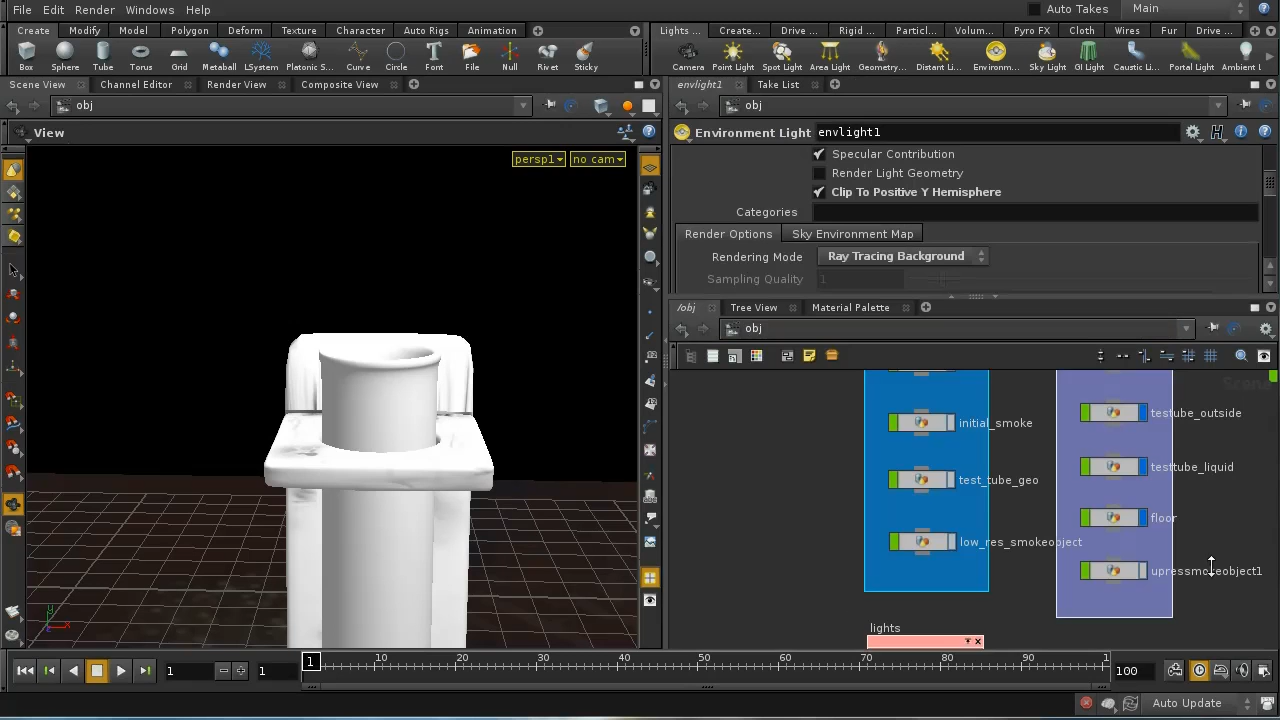 File Edit Render Windows Help Auto Takes Main
Create Modify Model Polygon Deform Texture Character Auto Rigs Animation
Lights ... Create... Drive ... Rigid ... Particl... Volum... Pyro FX Cloth Wires Fur Drive ...
Box Sphere Tube Torus Grid Metaball LSystem Platonic S... Curve Circle Font File Null Rivet Sticky
Camera Point Light Spot Light Area Light Geometry... Distant Li... Environm... Sky Light GI Light Caustic Li... Portal Light Ambient L
Scene View Channel Editor Render View Composite View
envlight1 Take List
obj
obj
View
Environment Light envlight1
persp1 no cam
Specular Contribution
Render Light Geometry
Clip To Positive Y Hemisphere
Categories
Render Options Sky Environment Map
Rendering Mode Ray Tracing Background
Sampling Quality 1
/obj Tree View Material Palette
obj
Scene
testube_outside
initial_smoke
testtube_liquid
test_tube_geo
floor
low_res_smokeobject
upressmokeobject1
lights
1 1 1 10 20 30 40 50 60 70 80 90 1 100
Auto Update